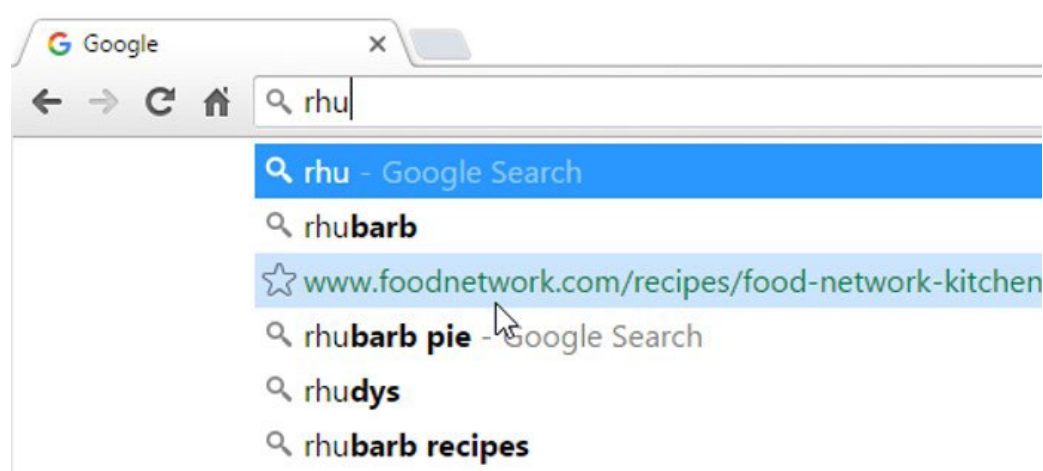 Google
rhu
rhu - Google Search
rhubarb
www.foodnetwork.com/recipes/food-network-kitchen
rhubarb pie - Google Search
rhudys
rhubarb recipes